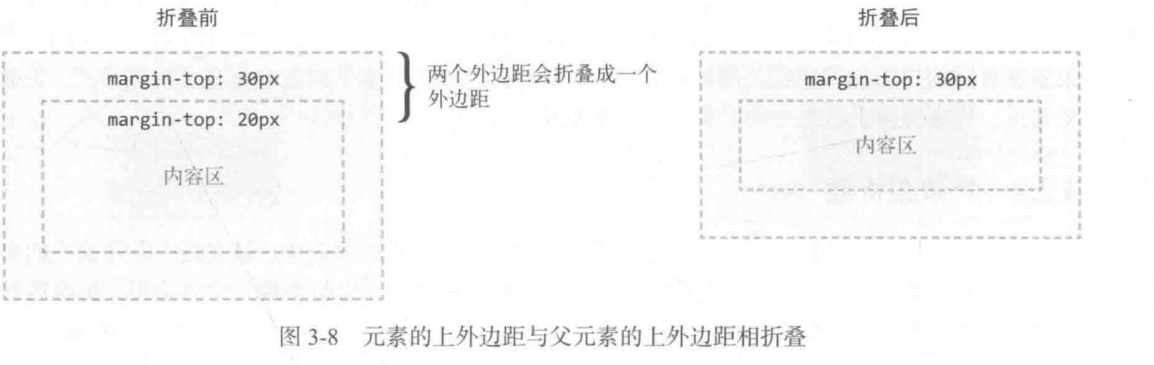 折叠前
折叠后
margin-top: 30px
margin-top: 20px
内容区
两个外边距会折叠成一个
外边距
margin-top: 30px
内容区
图 3-8 元素的上外边距与父元素的上外边距相折叠